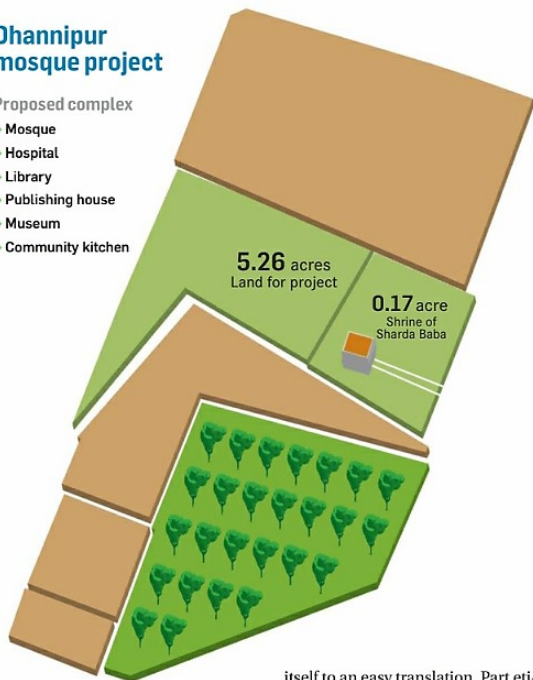 Dhannipur
mosque project
Proposed complex
• Mosque
• Hospital
• Library
• Publishing house
• Museum
• Community kitchen
5.26 acres
Land for project
0.17 acre
Shrine of
Sharda Baba
itself to an easy translation. Part